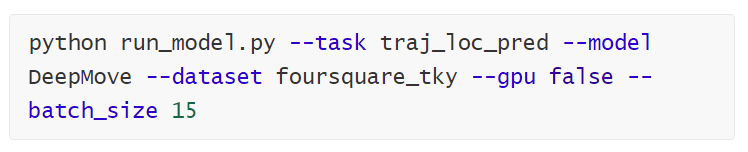 python run_model.py --task traj_loc_pred --model
DeepMove --dataset foursquare_tky --gpu false --
batch_size 15